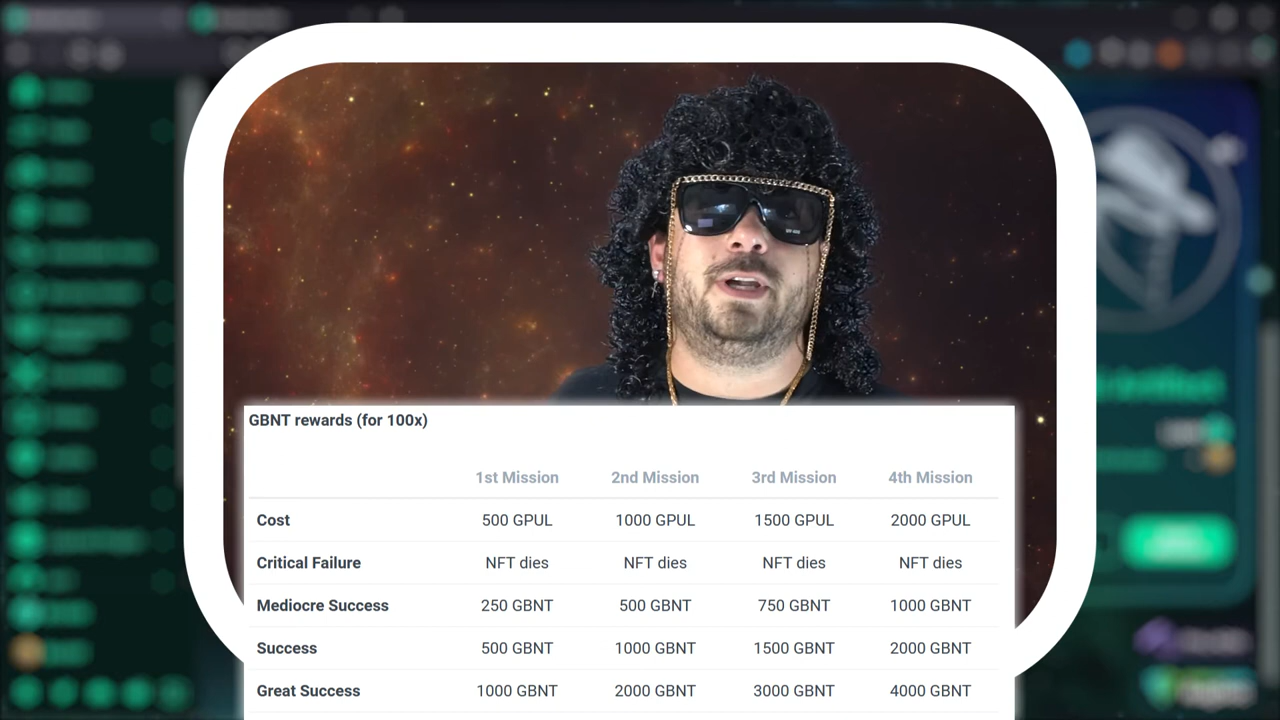 GBNT rewards (for 100x)
1st Mission 2nd Mission 3rd Mission 4th Mission
Cost 500 GPUL 1000 GPUL 1500 GPUL 2000 GPUL
Critical Failure NFT dies NFT dies NFT dies NFT dies
Mediocre Success 250 GBNT 500 GBNT 750 GBNT 1000 GBNT
Success 500 GBNT 1000 GBNT 1500 GBNT 2000 GBNT
Great Success 1000 GBNT 2000 GBNT 3000 GBNT 4000 GBNT